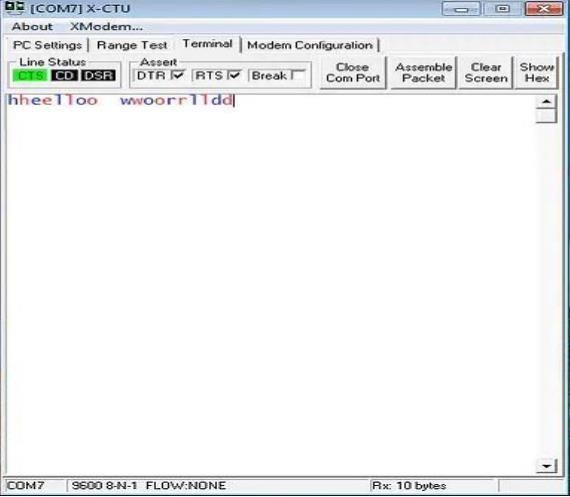 [COM7] X-CTU
About XModem...
PC Settings Range Test Terminal Modem Configuration
Line Status Assert
CTS CD DSR DTR RTS Break
Close Com Port Assemble Packet Clear Screen Show Hex
hheelloo  wwoorrlldd
COM7 9600 8-N-1 FLOW:NONE Rx: 10 bytes